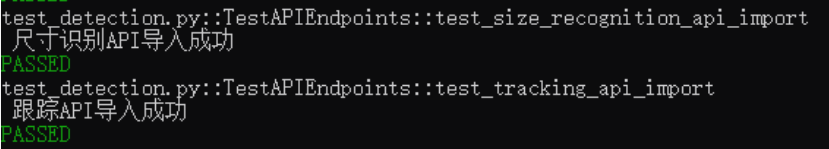 test_detection.py::TestAPIEndpoints::test_size_recognition_api_import
尺寸识别API导入成功
PASSED
test_detection.py::TestAPIEndpoints::test_tracking_api_import
跟踪API导入成功
PASSED